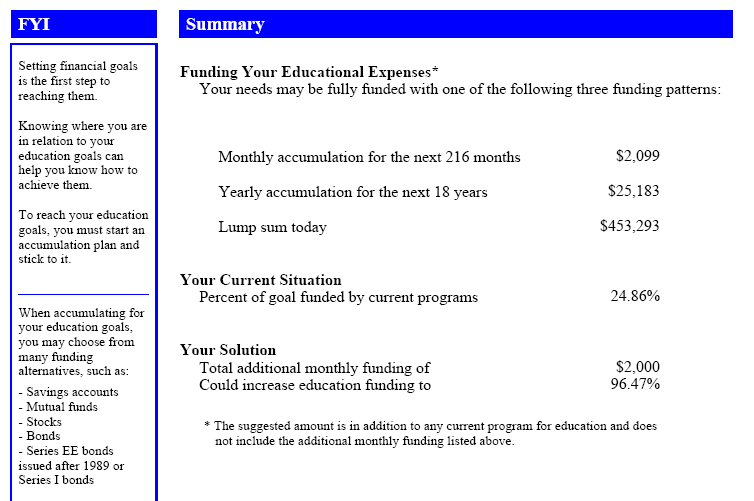 FYI
Setting financial goals
is the first step to
reaching them.
Knowing where you are
in relation to your
education goals can
help you know how to
achieve them.
To reach your education
goals, you must start an
accumulation plan and
stick to it.
When accumulating for
your education goals,
you may choose from
many funding
alternatives, such as:
- Savings accounts
- Mutual funds
- Stocks
- Bonds
- Series EE bonds
issued after 1989 or
Series I bonds
Summary
Funding Your Educational Expenses*
Your needs may be fully funded with one of the following three funding patterns:
Monthly accumulation for the next 216 months $2,099
Yearly accumulation for the next 18 years $25,183
Lump sum today $453,293
Your Current Situation
Percent of goal funded by current programs 24.86%
Your Solution
Total additional monthly funding of $2,000
Could increase education funding to 96.47%
* The suggested amount is in addition to any current program for education and does
not include the additional monthly funding listed above.